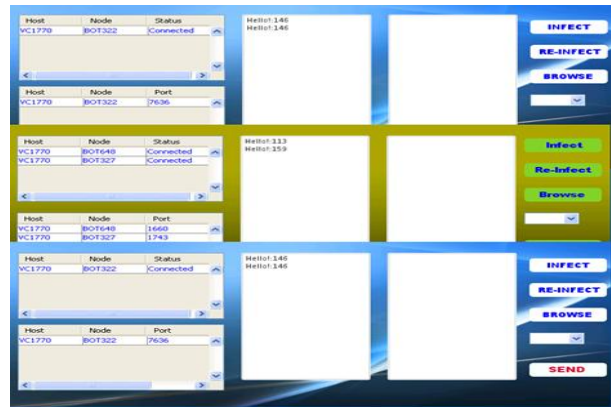 Host Node Status
VC1770 BOT322 Connected
Hello!:146
Hello!:146
INFECT
RE-INFECT
BROWSE
Host Node Port
VC1770 BOT322 7636
Host Node Status
VC1770 BOT648 Connected
VC1770 BOT327 Connected
Hello!:113
Hello!:159
Infect
Re-Infect
Browse
Host Node Port
VC1770 BOT648 1660
VC1770 BOT327 1743
Host Node Status
VC1770 BOT322 Connected
Hello!:146
Hello!:146
INFECT
RE-INFECT
BROWSE
Host Node Port
VC1770 BOT322 7636
SEND